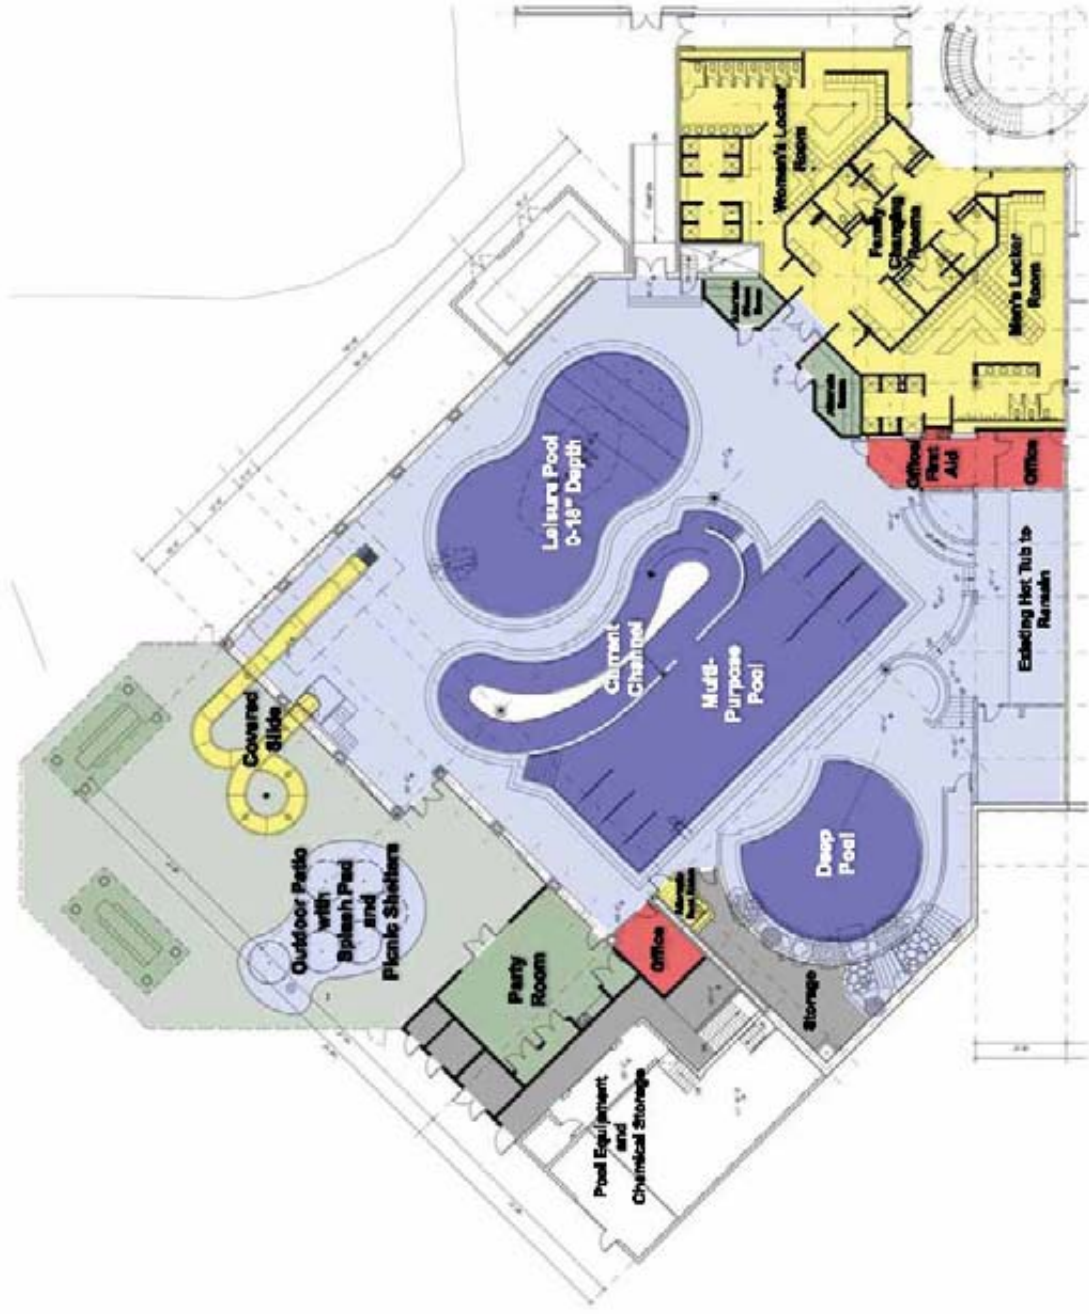 Women's Locker
Room
Family
Changing
Rooms
Men's Locker
Room
Office/
First
Aid
Office
Existing Hot Tub to
Remain
Leisure Pool
0-18" Depth
Current
Channel
Multi-
Purpose
Pool
Deep
Pool
Covered
Slide
Outdoor Patio
with
Splash Pad
and
Picnic Shelters
Party
Room
Office
Storage
Pool Equipment
and
Chemical Storage